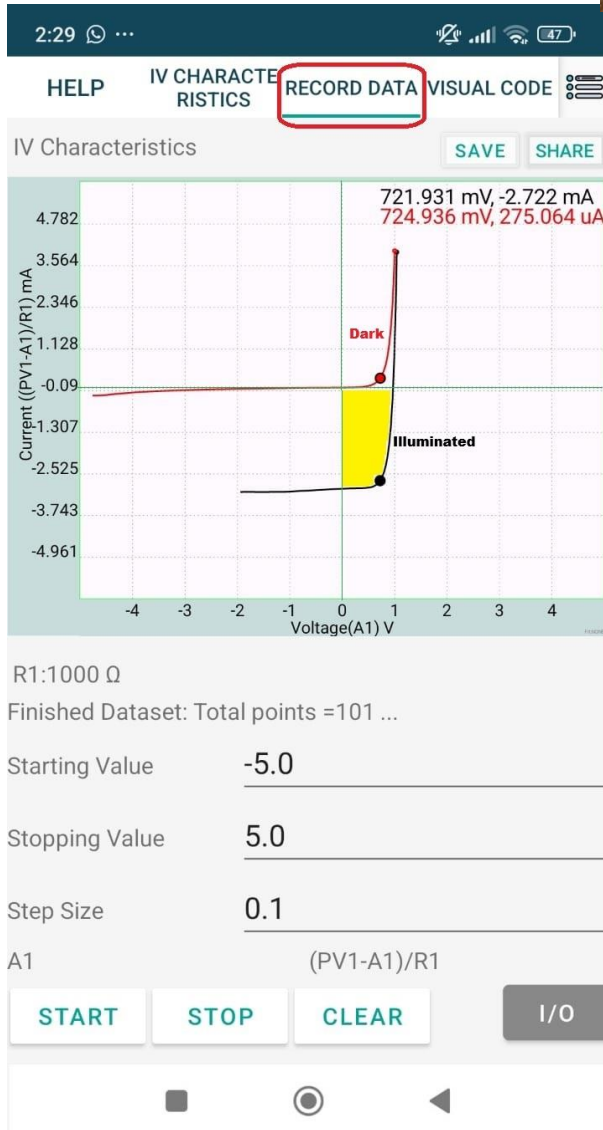 2:29 ... 47
HELP
IV CHARACTE
RISTICS
RECORD DATA
VISUAL CODE
IV Characteristics
SAVE
SHARE
721.931 mV, -2.722 mA
724.936 mV, 275.064 uA
4.782
3.564
2.346
1.128
-0.09
-1.307
-2.525
-3.743
-4.961
Current ((PV1-A1)/R1) mA
Dark
Illuminated
-4 -3 -2 -1 0 1 2 3 4
Voltage(A1) V
R1:1000 Ω
Finished Dataset: Total points =101 ...
Starting Value -5.0
Stopping Value 5.0
Step Size 0.1
A1 (PV1-A1)/R1
START STOP CLEAR I/O